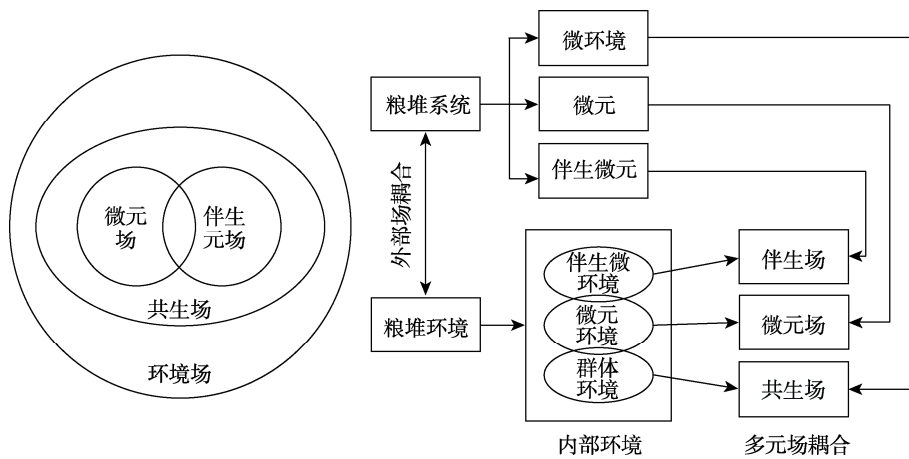 微元
场
伴生
元场
共生场
环境场
粮堆系统
外部场耦合
粮堆环境
微环境
微元
伴生微元
伴生微
环境
微元
环境
群体
环境
内部环境
伴生场
微元场
共生场
多元场耦合